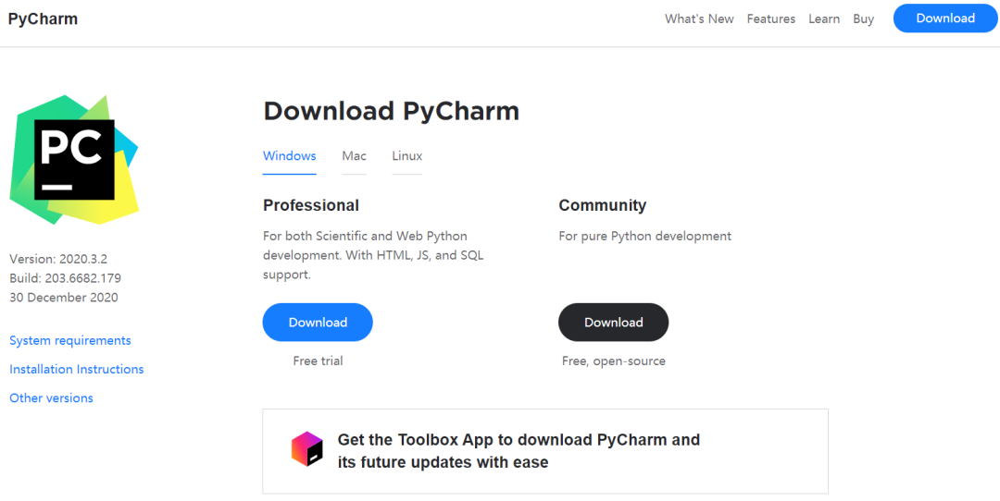 PyCharm
What's New Features Learn Buy Download
PC
Download PyCharm
Windows Mac Linux
Professional
For both Scientific and Web Python
development. With HTML, JS, and SQL
support.
Download
Free trial
Community
For pure Python development
Download
Free, open-source
Version: 2020.3.2
Build: 203.6682.179
30 December 2020
System requirements
Installation Instructions
Other versions
Get the Toolbox App to download PyCharm and
its future updates with ease